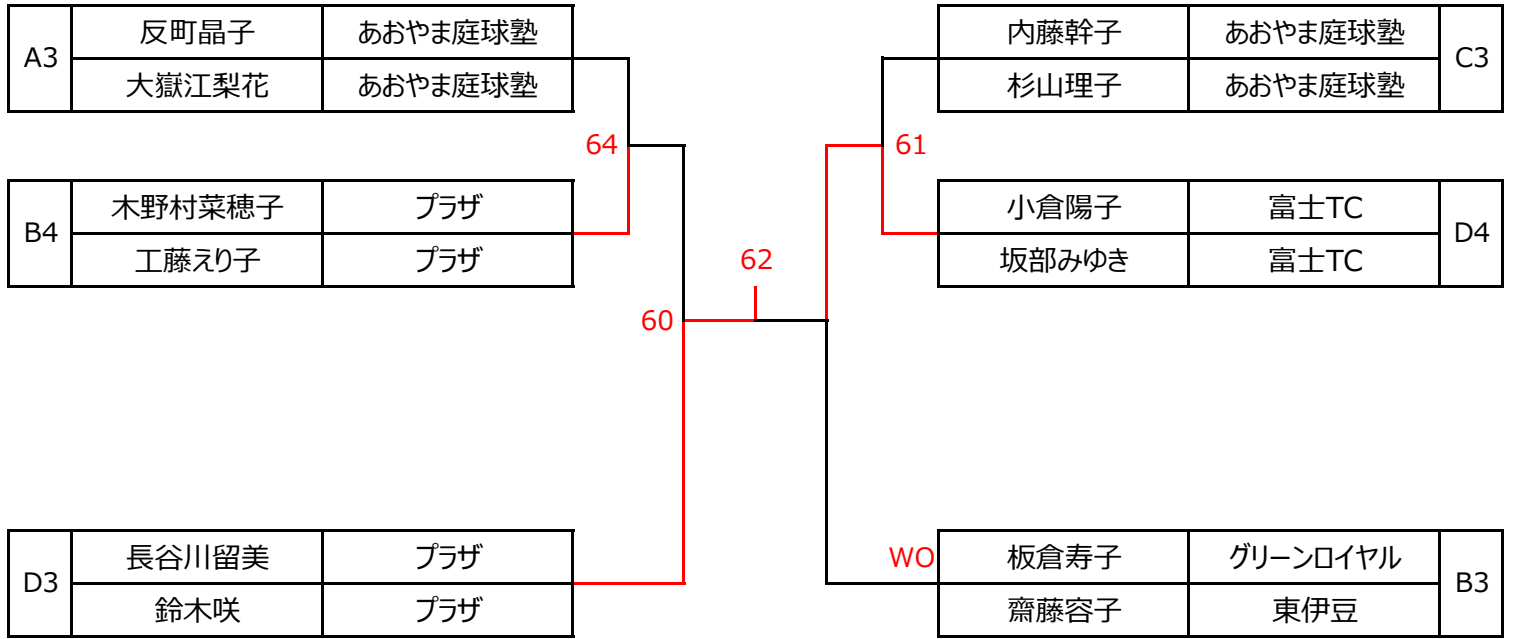 A3 反町晶子 あおやま庭球塾
大嶽江梨花 あおやま庭球塾
64
B4 木野村菜穂子 プラザ
工藤えり子 プラザ
60
D3 長谷川留美 プラザ
鈴木咲 プラザ
62
内藤幹子 あおやま庭球塾 C3
杉山理子 あおやま庭球塾
61
小倉陽子 富士TC D4
坂部みゆき 富士TC
WO 板倉寿子 グリーンロイヤル B3
齋藤容子 東伊豆